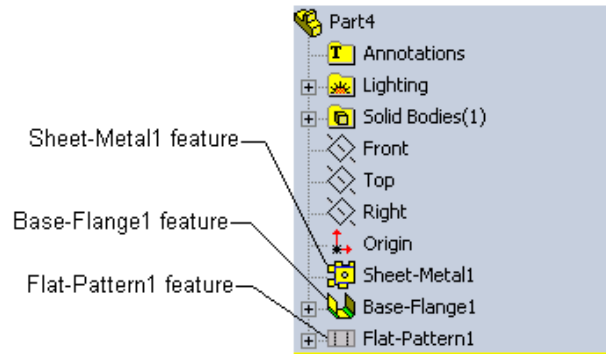 Part4
T Annotations
Lighting
Solid Bodies(1)
Sheet-Metal1 feature
Front
Top
Right
Base-Flange1 feature
Origin
Sheet-Metal1
Flat-Pattern1 feature
Base-Flange1
Flat-Pattern1